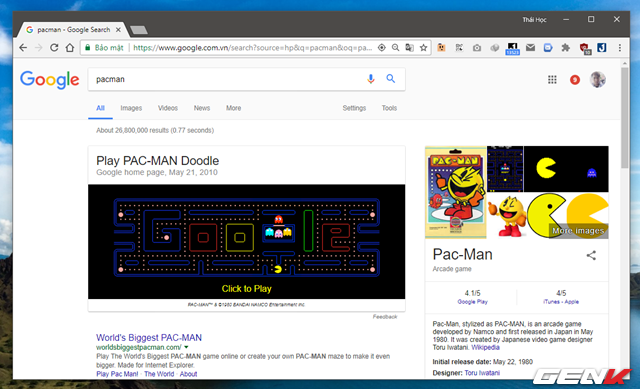 Thái Học
pacman - Google Search
Bảo mật https://www.google.com.vn/search?source=hp&q=pacman&oq=pa...
Google
pacman
All Images Videos News More Settings Tools
About 26,800,000 results (0.77 seconds)
Play PAC-MAN Doodle
Google home page, May 21, 2010
Click to Play
PAC-MAN™ & ©1980 BANDAI NAMCO Entertainment Inc.
Feedback
World's Biggest PAC-MAN
worldsbiggestpacman.com/
Play The World's Biggest PAC-MAN game online or create your own PAC-MAN maze to make it even
bigger. Made for Internet Explorer.
Play Pac Man! · The World · About
PAC-MAN
More images
Pac-Man
Arcade game
4.1/5 4/5
Google Play iTunes - Apple
Pac-Man, stylized as PAC-MAN, is an arcade game
developed by Namco and first released in Japan in May
1980. It was created by Japanese video game designer
Toru Iwatani. Wikipedia
Initial release date: May 22, 1980
Designer: Toru Iwatani
GENK